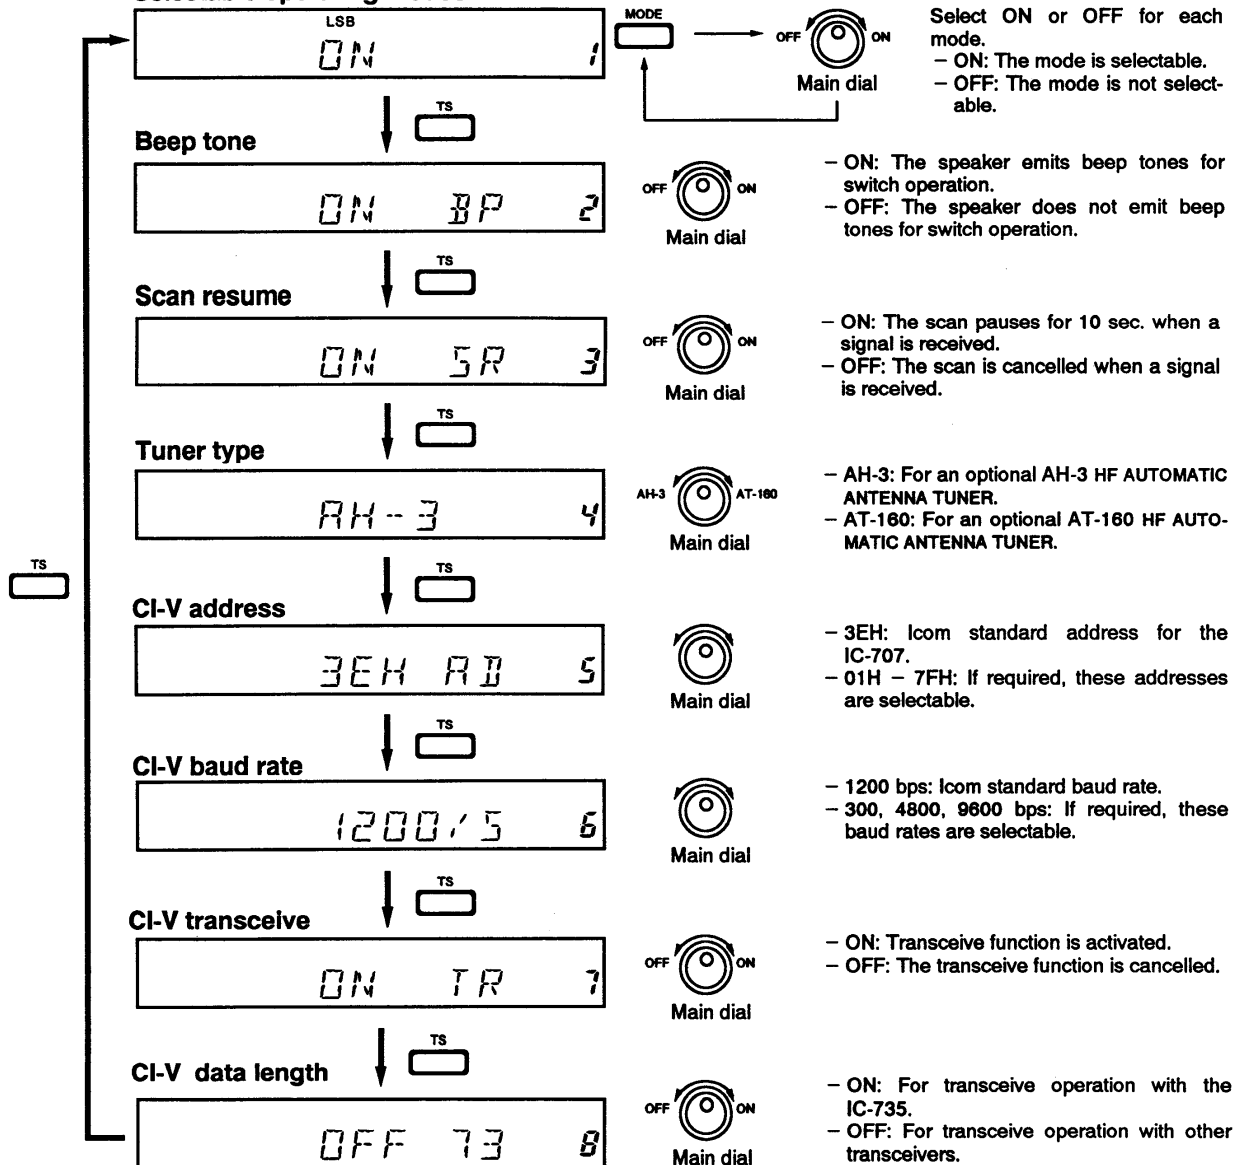 LSB
ON 1
MODE
OFF ON
Main dial
Select ON or OFF for each
mode.
– ON: The mode is selectable.
– OFF: The mode is not select-
able.
TS
Beep tone
ON BP 2
OFF ON
Main dial
– ON: The speaker emits beep tones for
switch operation.
– OFF: The speaker does not emit beep
tones for switch operation.
TS
Scan resume
ON SR 3
OFF ON
Main dial
– ON: The scan pauses for 10 sec. when a
signal is received.
– OFF: The scan is cancelled when a signal
is received.
TS
Tuner type
AH-3 4
AH-3 AT-160
Main dial
– AH-3: For an optional AH-3 HF AUTOMATIC
ANTENNA TUNER.
– AT-160: For an optional AT-160 HF AUTO-
MATIC ANTENNA TUNER.
TS
TS
CI-V address
3EH AD 5
Main dial
– 3EH: Icom standard address for the
IC-707.
– 01H – 7FH: If required, these addresses
are selectable.
TS
CI-V baud rate
1200/S 6
Main dial
– 1200 bps: Icom standard baud rate.
– 300, 4800, 9600 bps: If required, these
baud rates are selectable.
TS
CI-V transceive
ON TR 7
OFF ON
Main dial
– ON: Transceive function is activated.
– OFF: The transceive function is cancelled.
TS
CI-V data length
OFF 73 8
OFF ON
Main dial
– ON: For transceive operation with the
IC-735.
– OFF: For transceive operation with other
transceivers.